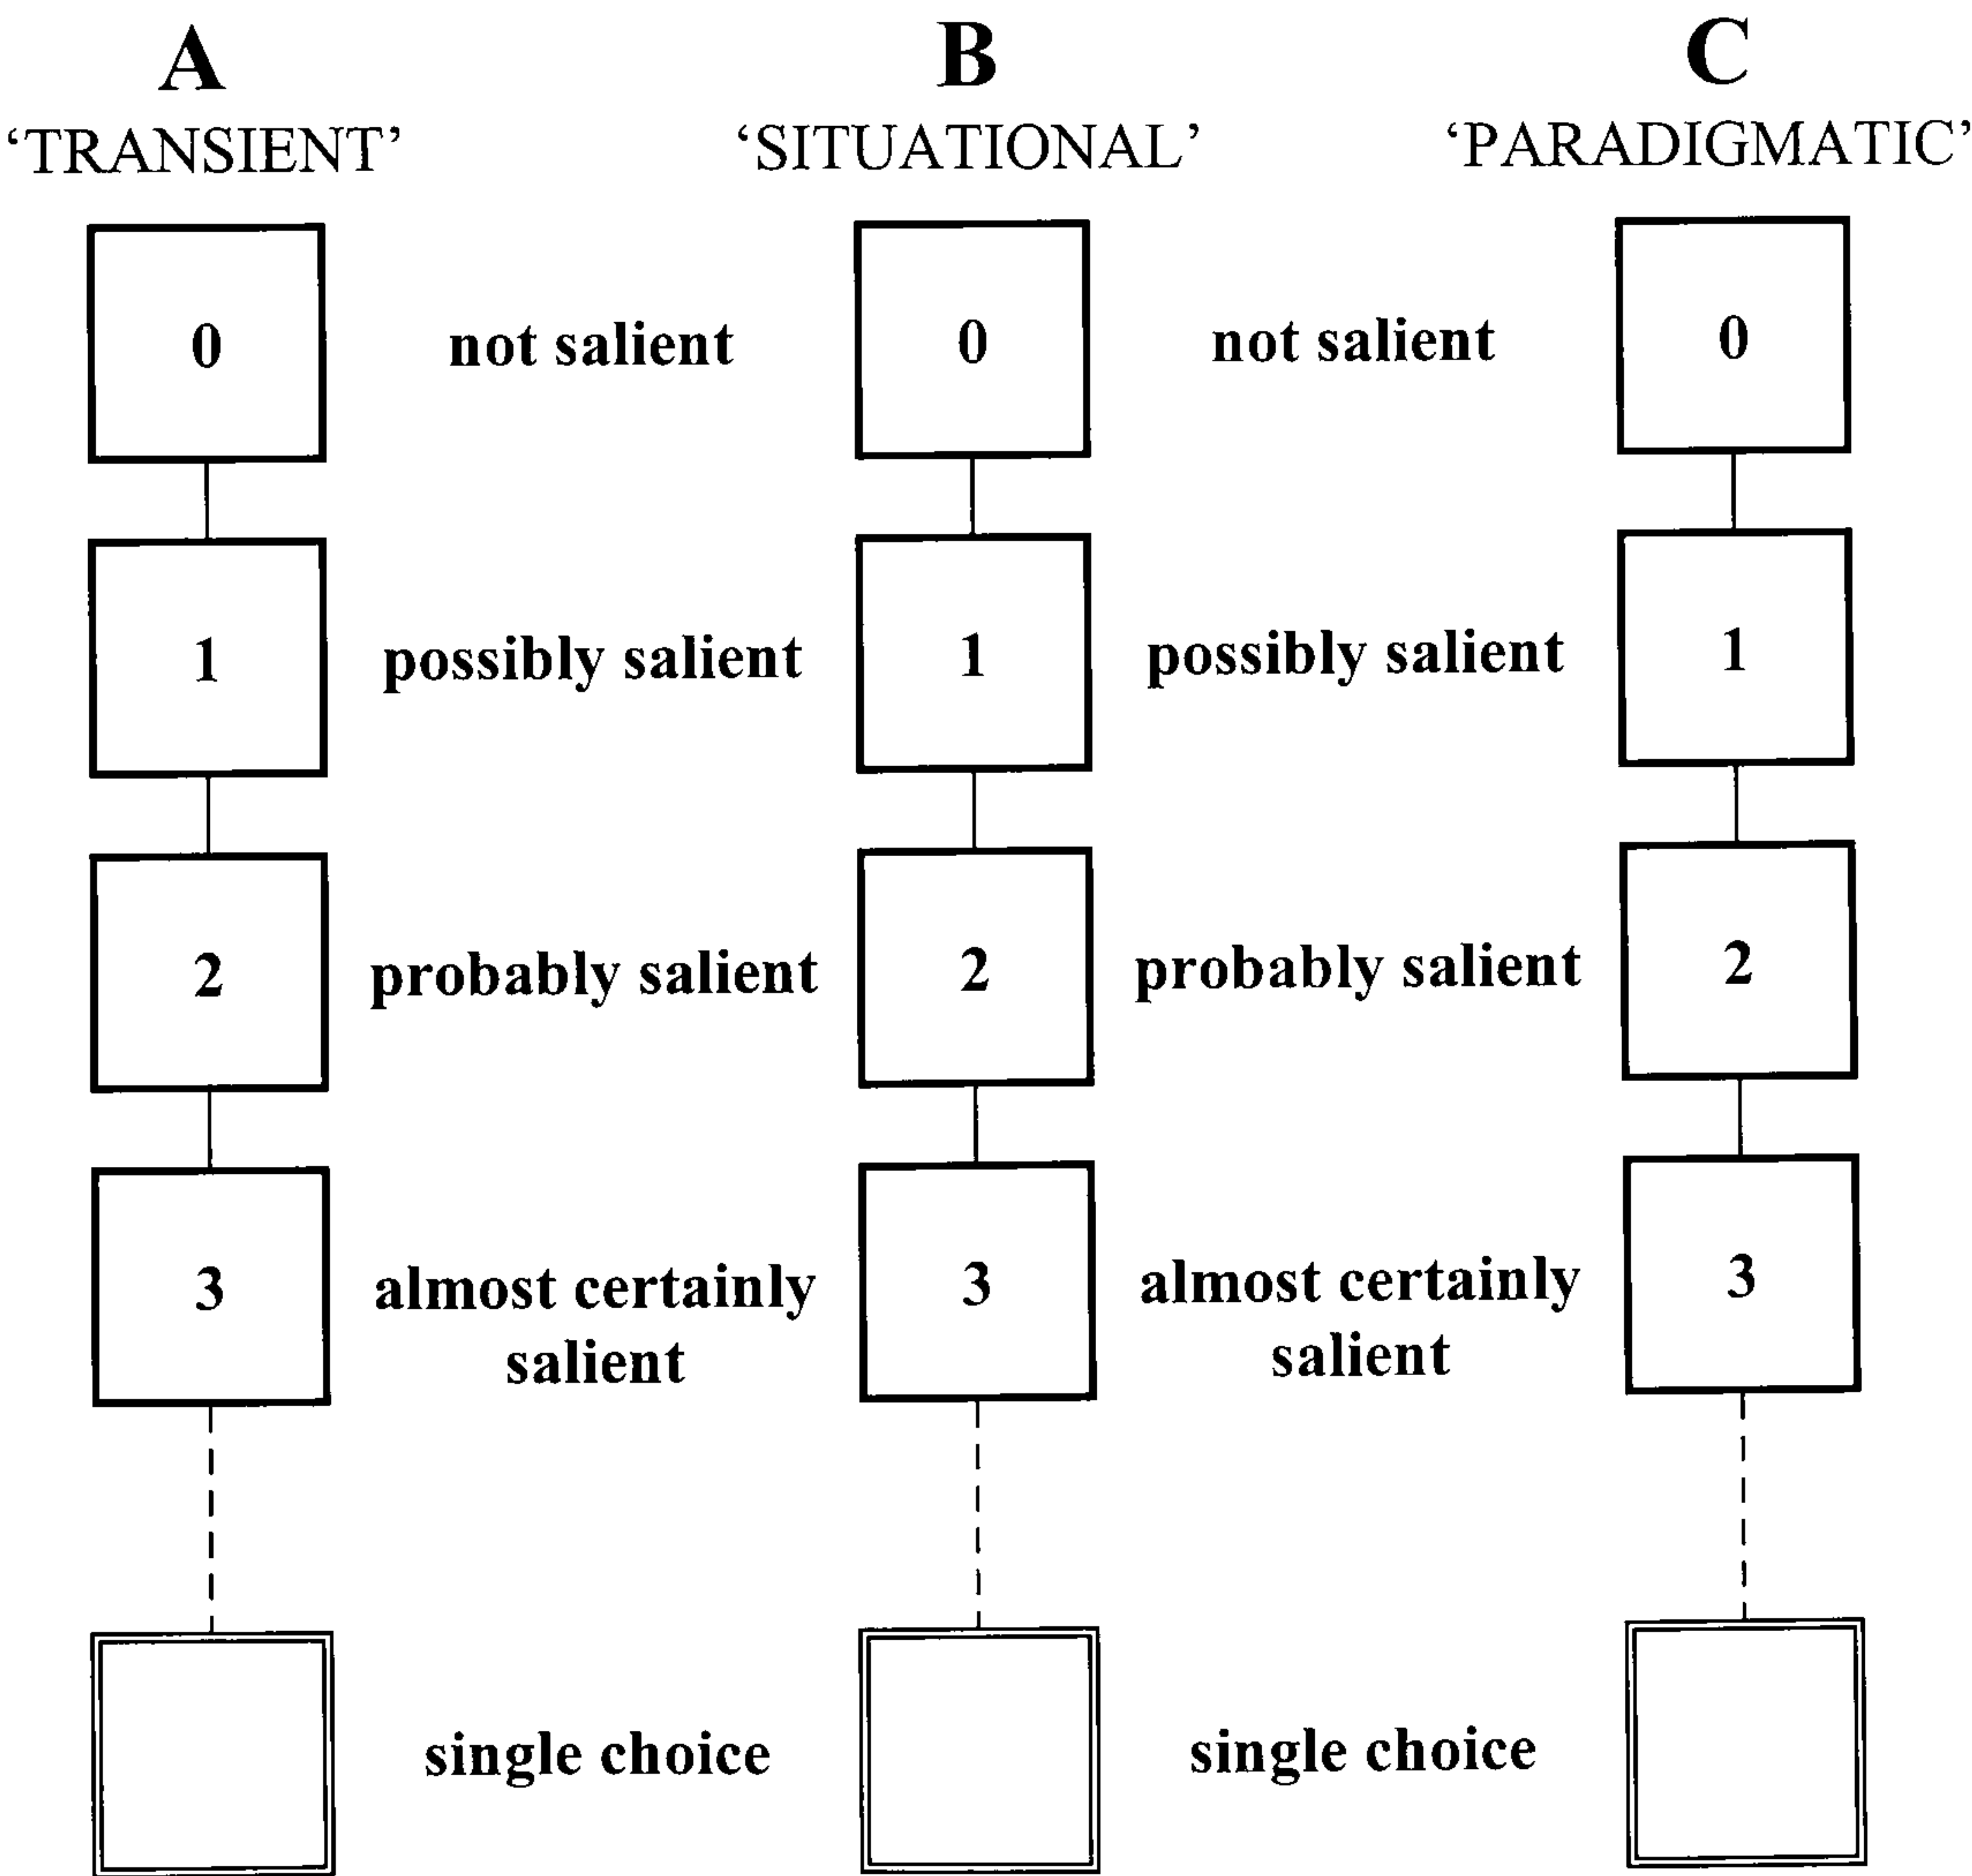 A B C
‘TRANSIENT’ ‘SITUATIONAL’ ‘PARADIGMATIC’
0 not salient 0 not salient 0
1 possibly salient 1 possibly salient 1
2 probably salient 2 probably salient 2
3 almost certainly 3 almost certainly 3
salient salient
single choice single choice